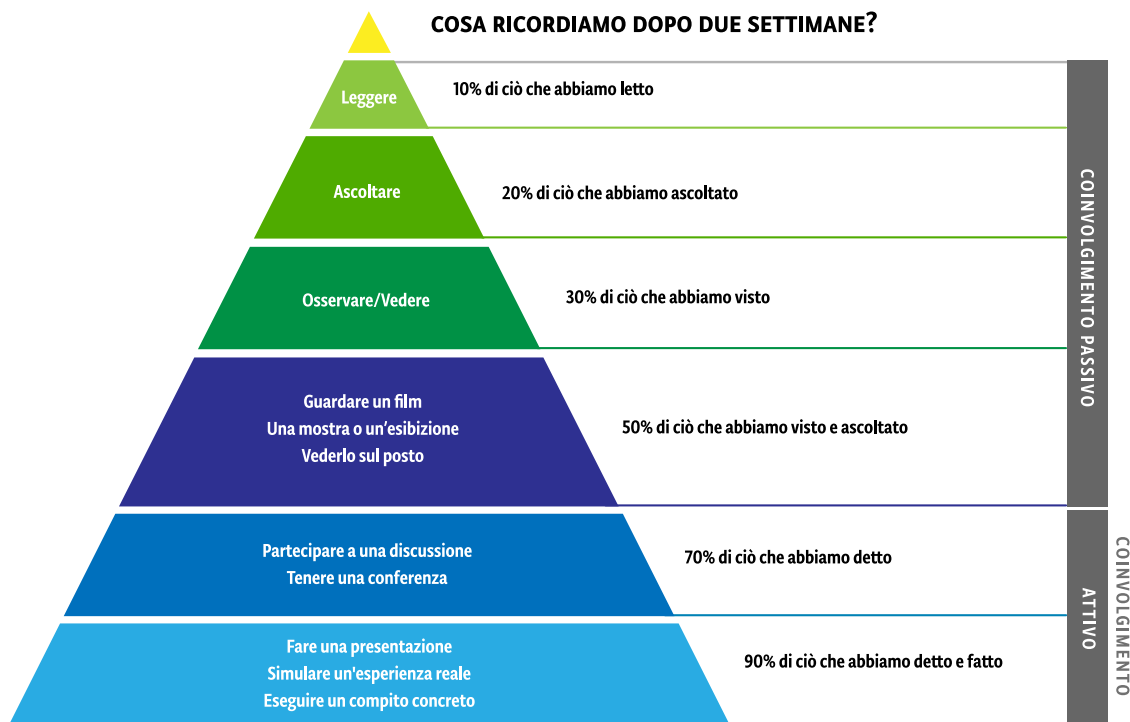 COSA RICORDIAMO DOPO DUE SETTIMANE?
Leggere
10% di ciò che abbiamo letto
Ascoltare
20% di ciò che abbiamo ascoltato
Osservare/Vedere
30% di ciò che abbiamo visto
Guardare un film
Una mostra o un’esibizione
Vederlo sul posto
50% di ciò che abbiamo visto e ascoltato
COINVOLGIMENTO PASSIVO
Partecipare a una discussione
Tenere una conferenza
70% di ciò che abbiamo detto
Fare una presentazione
Simulare un'esperienza reale
Eseguire un compito concreto
90% di ciò che abbiamo detto e fatto
COINVOLGIMENTO
ATTIVO